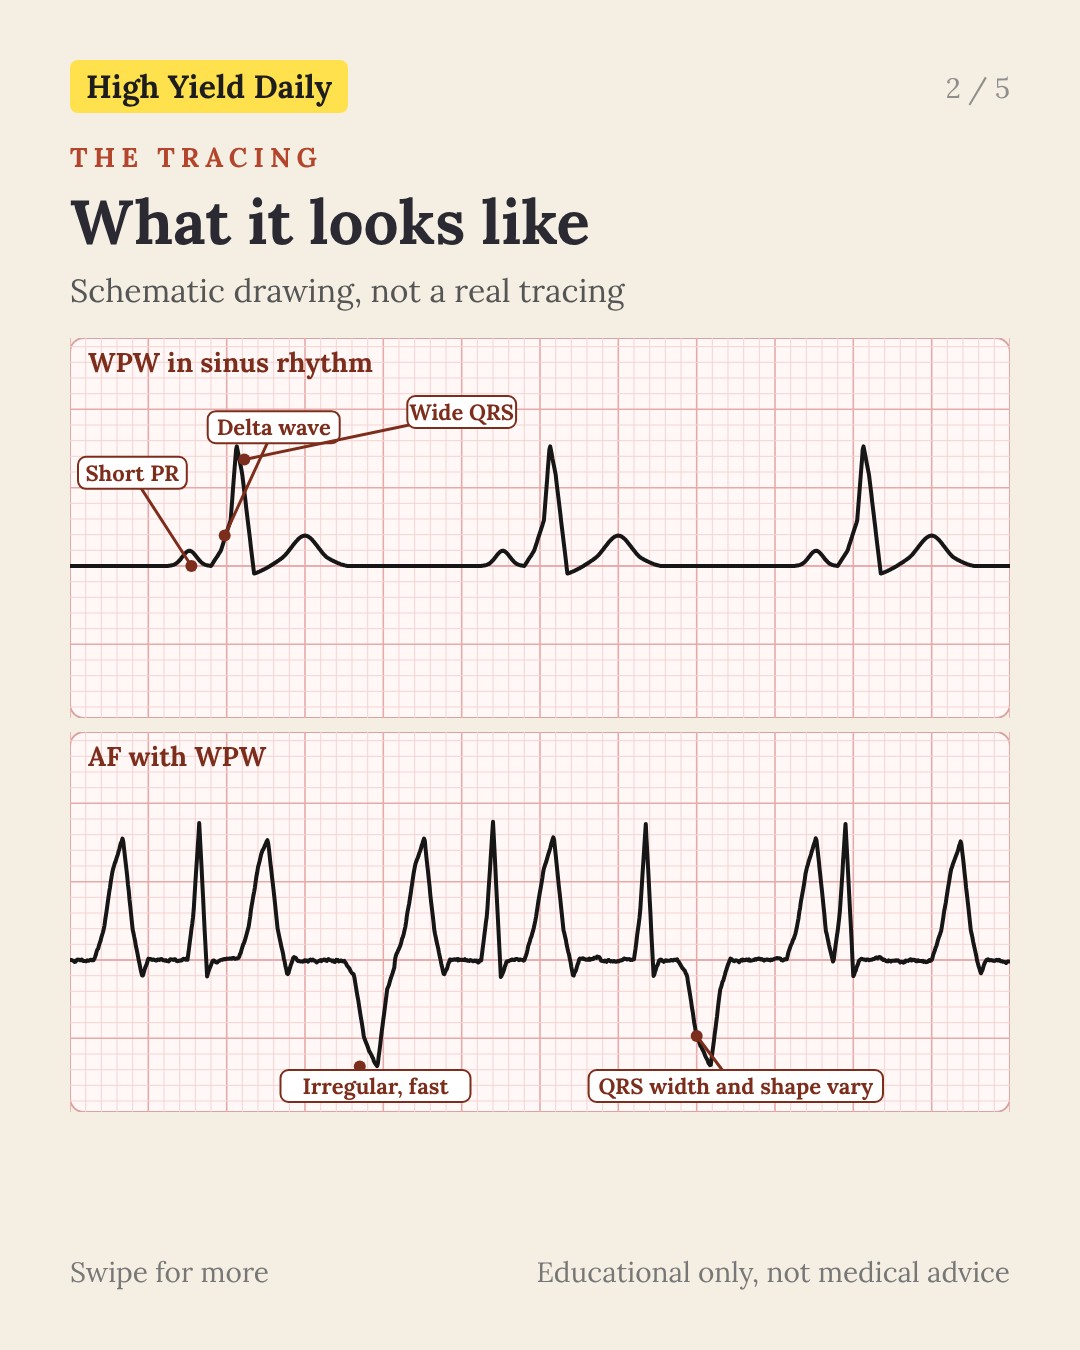 High Yield Daily
2 / 5
THE TRACING
What it looks like
Schematic drawing, not a real tracing
WPW in sinus rhythm
Wide QRS
Delta wave
Short PR
AF with WPW
Irregular, fast
QRS width and shape vary
Swipe for more
Educational only, not medical advice